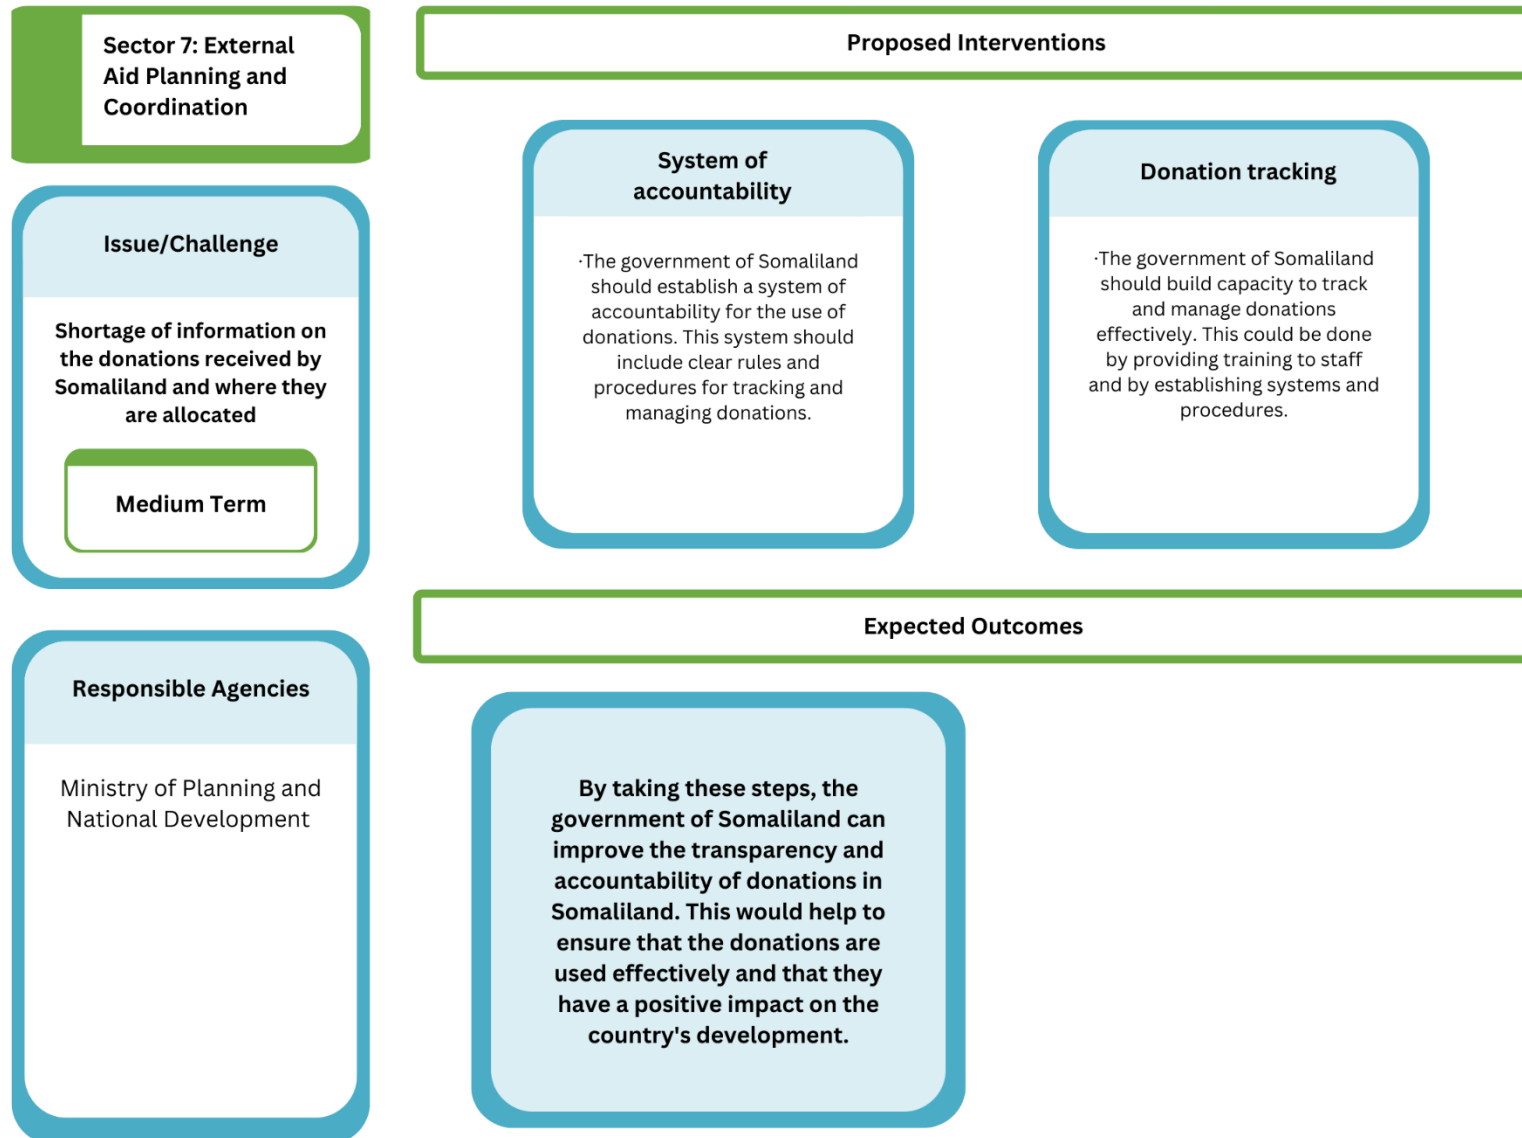 Sector 7: External
Aid Planning and
Coordination
Issue/Challenge
Shortage of information on
the donations received by
Somaliland and where they
are allocated
Medium Term
Responsible Agencies
Ministry of Planning and
National Development
Proposed Interventions
System of
accountability
·The government of Somaliland
should establish a system of
accountability for the use of
donations. This system should
include clear rules and
procedures for tracking and
managing donations.
Donation tracking
·The government of Somaliland
should build capacity to track
and manage donations
effectively. This could be done
by providing training to staff
and by establishing systems and
procedures.
Expected Outcomes
By taking these steps, the
government of Somaliland can
improve the transparency and
accountability of donations in
Somaliland. This would help to
ensure that the donations are
used effectively and that they
have a positive impact on the
country's development.